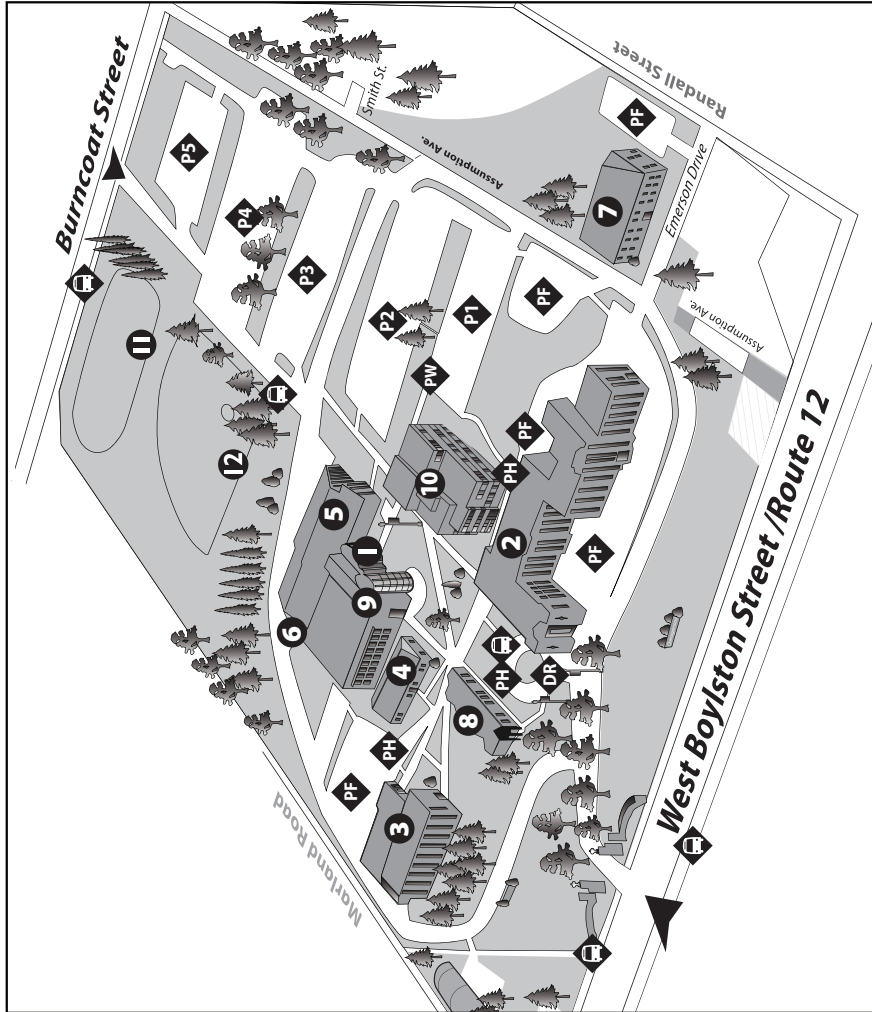 Burncoat Street
Randall Street
Smith St.
Assumption Ave.
P5
PF
P4
11
P3
7
Emerson Drive
P2
P1
PF
12
PW
Assumption Ave.
5
10
PF
PH
1
2
9
6
PF
4
PH
DR
8
PH
PF
3
Marland Road
West Boylston Street /Route 12